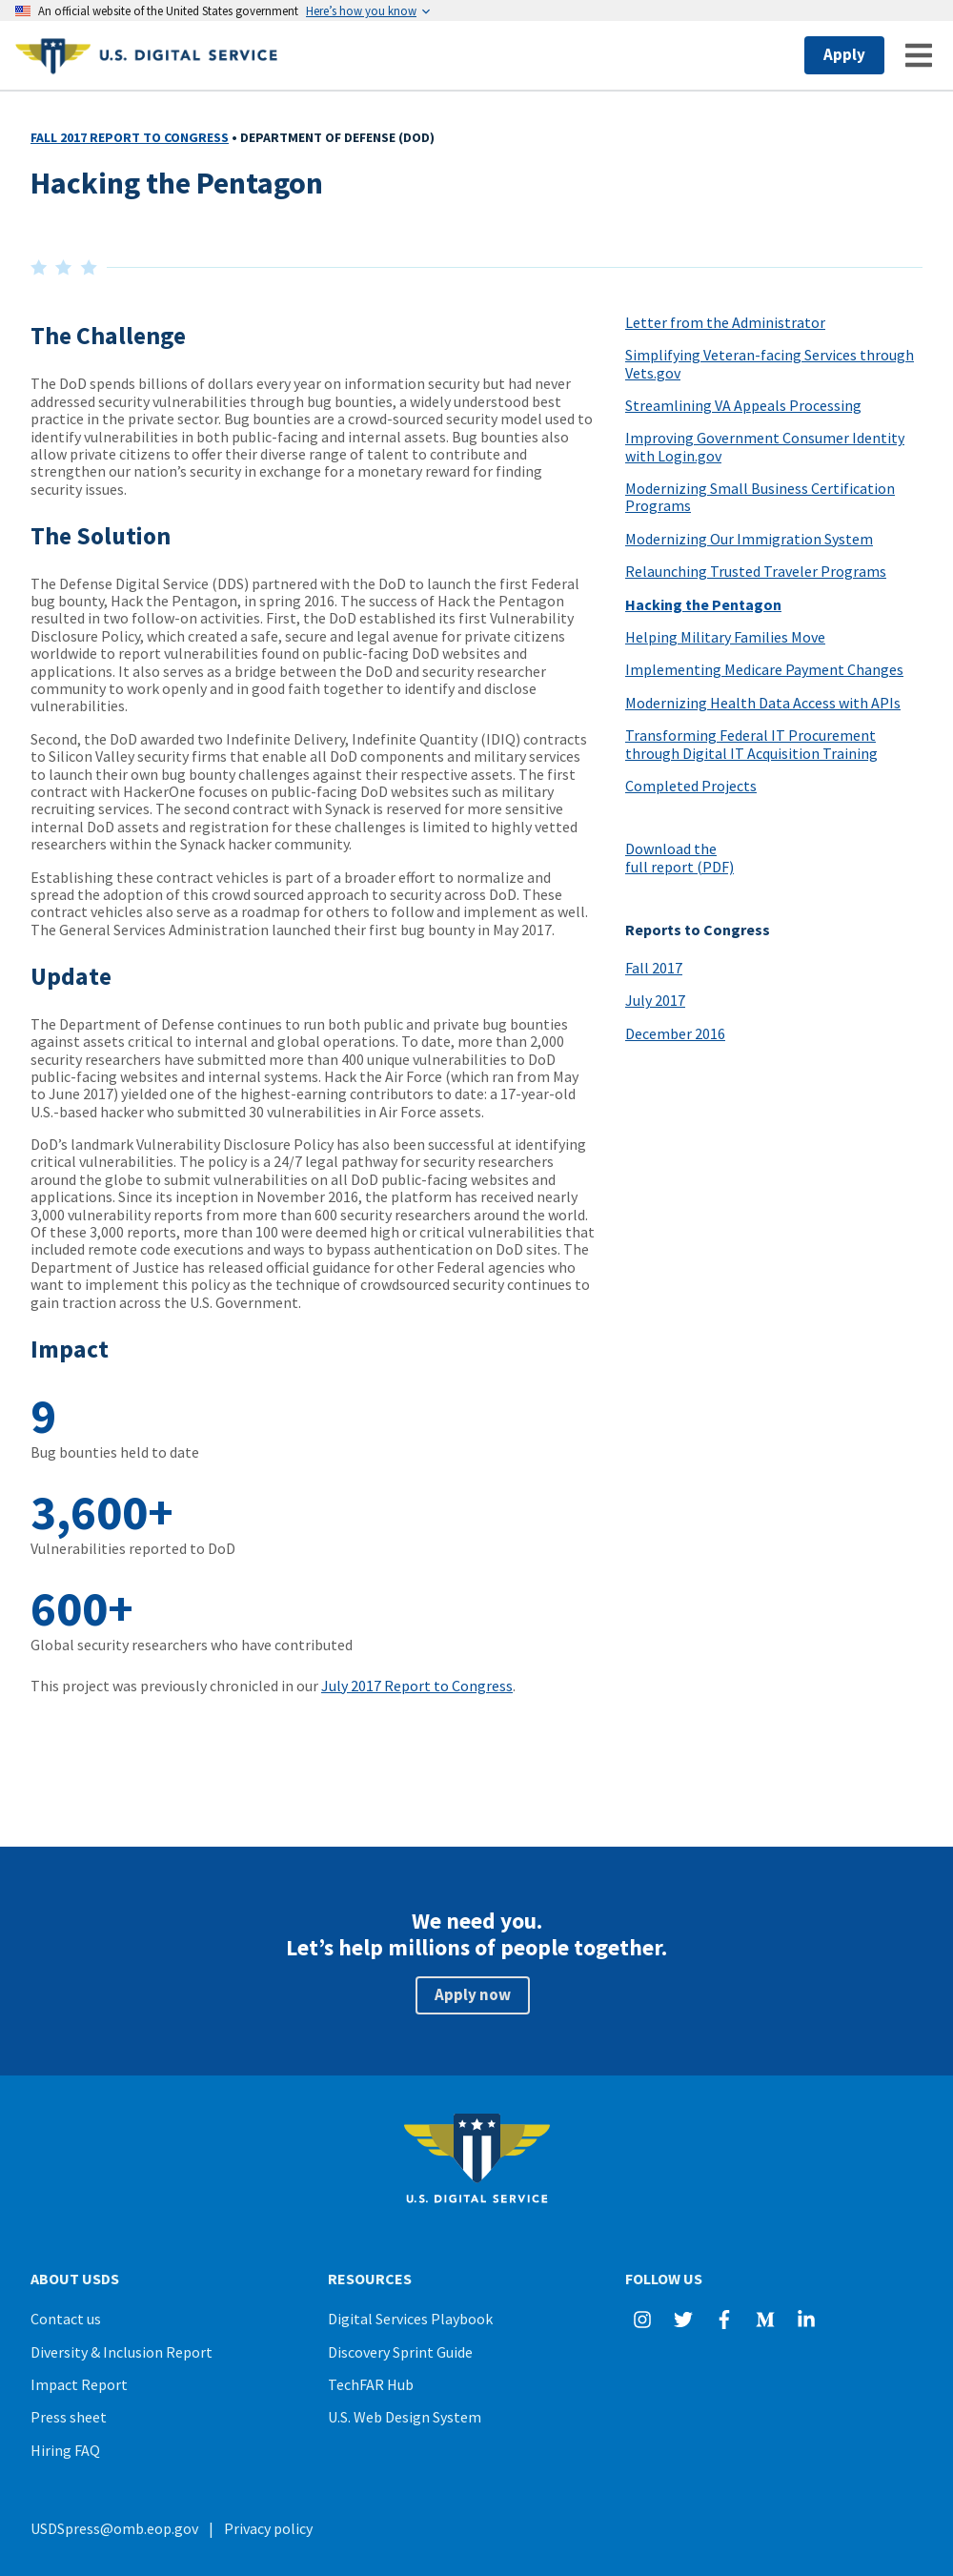 An official website of the United States government Here’s how you know
U.S. DIGITAL SERVICE
Apply
FALL 2017 REPORT TO CONGRESS • DEPARTMENT OF DEFENSE (DOD)
Hacking the Pentagon
The Challenge
The DoD spends billions of dollars every year on information security but had never
addressed security vulnerabilities through bug bounties, a widely understood best
practice in the private sector. Bug bounties are a crowd-sourced security model used to
identify vulnerabilities in both public-facing and internal assets. Bug bounties also
allow private citizens to offer their diverse range of talent to contribute and
strengthen our nation’s security in exchange for a monetary reward for finding
security issues.
The Solution
The Defense Digital Service (DDS) partnered with the DoD to launch the first Federal
bug bounty, Hack the Pentagon, in spring 2016. The success of Hack the Pentagon
resulted in two follow-on activities. First, the DoD established its first Vulnerability
Disclosure Policy, which created a safe, secure and legal avenue for private citizens
worldwide to report vulnerabilities found on public-facing DoD websites and
applications. It also serves as a bridge between the DoD and security researcher
community to work openly and in good faith together to identify and disclose
vulnerabilities.
Second, the DoD awarded two Indefinite Delivery, Indefinite Quantity (IDIQ) contracts
to Silicon Valley security firms that enable all DoD components and military services
to launch their own bug bounty challenges against their respective assets. The first
contract with HackerOne focuses on public-facing DoD websites such as military
recruiting services. The second contract with Synack is reserved for more sensitive
internal DoD assets and registration for these challenges is limited to highly vetted
researchers within the Synack hacker community.
Establishing these contract vehicles is part of a broader effort to normalize and
spread the adoption of this crowd sourced approach to security across DoD. These
contract vehicles also serve as a roadmap for others to follow and implement as well.
The General Services Administration launched their first bug bounty in May 2017.
Update
The Department of Defense continues to run both public and private bug bounties
against assets critical to internal and global operations. To date, more than 2,000
security researchers have submitted more than 400 unique vulnerabilities to DoD
public-facing websites and internal systems. Hack the Air Force (which ran from May
to June 2017) yielded one of the highest-earning contributors to date: a 17-year-old
U.S.-based hacker who submitted 30 vulnerabilities in Air Force assets.
DoD’s landmark Vulnerability Disclosure Policy has also been successful at identifying
critical vulnerabilities. The policy is a 24/7 legal pathway for security researchers
around the globe to submit vulnerabilities on all DoD public-facing websites and
applications. Since its inception in November 2016, the platform has received nearly
3,000 vulnerability reports from more than 600 security researchers around the world.
Of these 3,000 reports, more than 100 were deemed high or critical vulnerabilities that
included remote code executions and ways to bypass authentication on DoD sites. The
Department of Justice has released official guidance for other Federal agencies who
want to implement this policy as the technique of crowdsourced security continues to
gain traction across the U.S. Government.
Impact
9
Bug bounties held to date
3,600+
Vulnerabilities reported to DoD
600+
Global security researchers who have contributed
This project was previously chronicled in our July 2017 Report to Congress.
Letter from the Administrator
Simplifying Veteran-facing Services through
Vets.gov
Streamlining VA Appeals Processing
Improving Government Consumer Identity
with Login.gov
Modernizing Small Business Certification
Programs
Modernizing Our Immigration System
Relaunching Trusted Traveler Programs
Hacking the Pentagon
Helping Military Families Move
Implementing Medicare Payment Changes
Modernizing Health Data Access with APIs
Transforming Federal IT Procurement
through Digital IT Acquisition Training
Completed Projects
Download the
full report (PDF)
Reports to Congress
Fall 2017
July 2017
December 2016
We need you.
Let’s help millions of people together.
Apply now
U.S. DIGITAL SERVICE
ABOUT USDS
Contact us
Diversity & Inclusion Report
Impact Report
Press sheet
Hiring FAQ
RESOURCES
Digital Services Playbook
Discovery Sprint Guide
TechFAR Hub
U.S. Web Design System
FOLLOW US
USDSpress@omb.eop.gov | Privacy policy